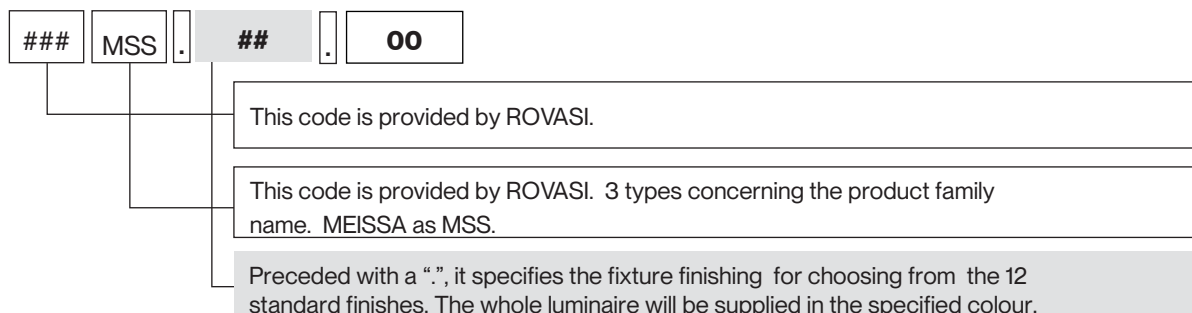 ### MSS . ## . 00
This code is provided by ROVASI.
This code is provided by ROVASI. 3 types concerning the product family
name. MEISSA as MSS.
Preceded with a “.”, it specifies the fixture finishing for choosing from the 12
standard finishes. The whole luminaire will be supplied in the specified colour.